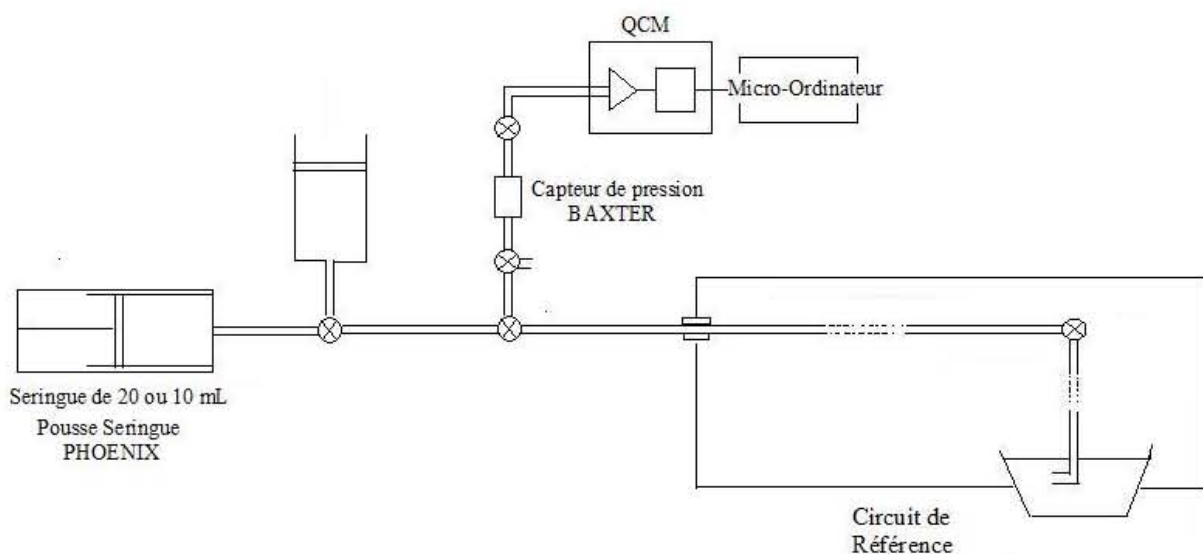 QCM
Micro-Ordinateur
Capteur de pression
BAXTER
Seringue de 20 ou 10 mL
Pousse Seringue
PHOENIX
Circuit de
Référence